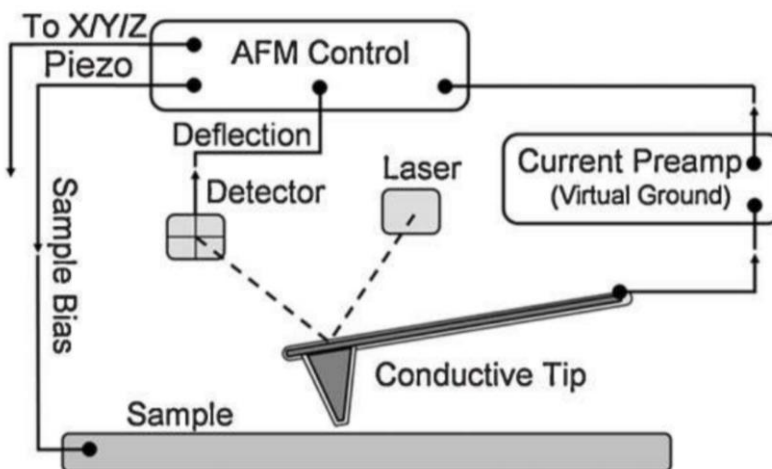 To X/Y/Z
Piezo
AFM Control
Deflection
Detector
Laser
Current Preamp
(Virtual Ground)
Sample Bias
Conductive Tip
Sample